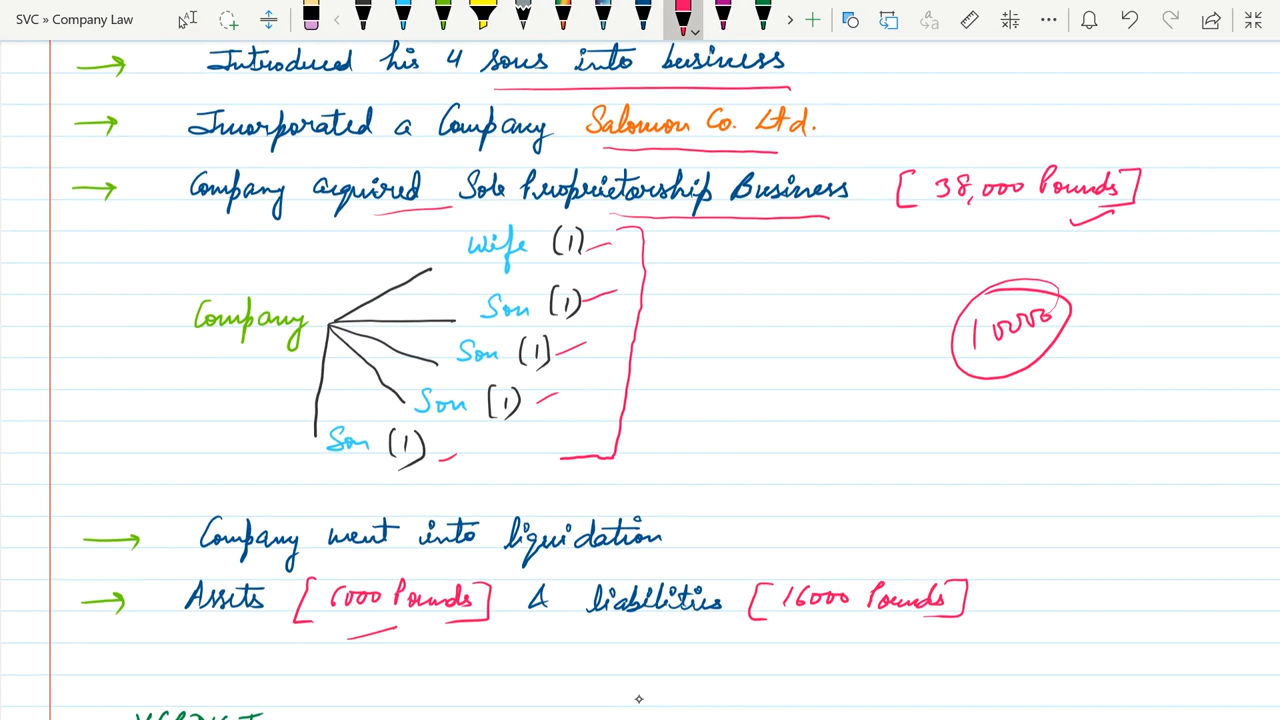 SVC » Company Law
Introduced his 4 sons into business
Incorporated a Company Salomon Co. Ltd.
Company acquired Sole Proprietorship Business [38,000 Pounds]
Wife (1)
Son (1)
Company
Son (1)
Son (1)
Son (1)
10000
Company went into liquidation
Assets [6000 Pounds] & liabilities [16000 Pounds]